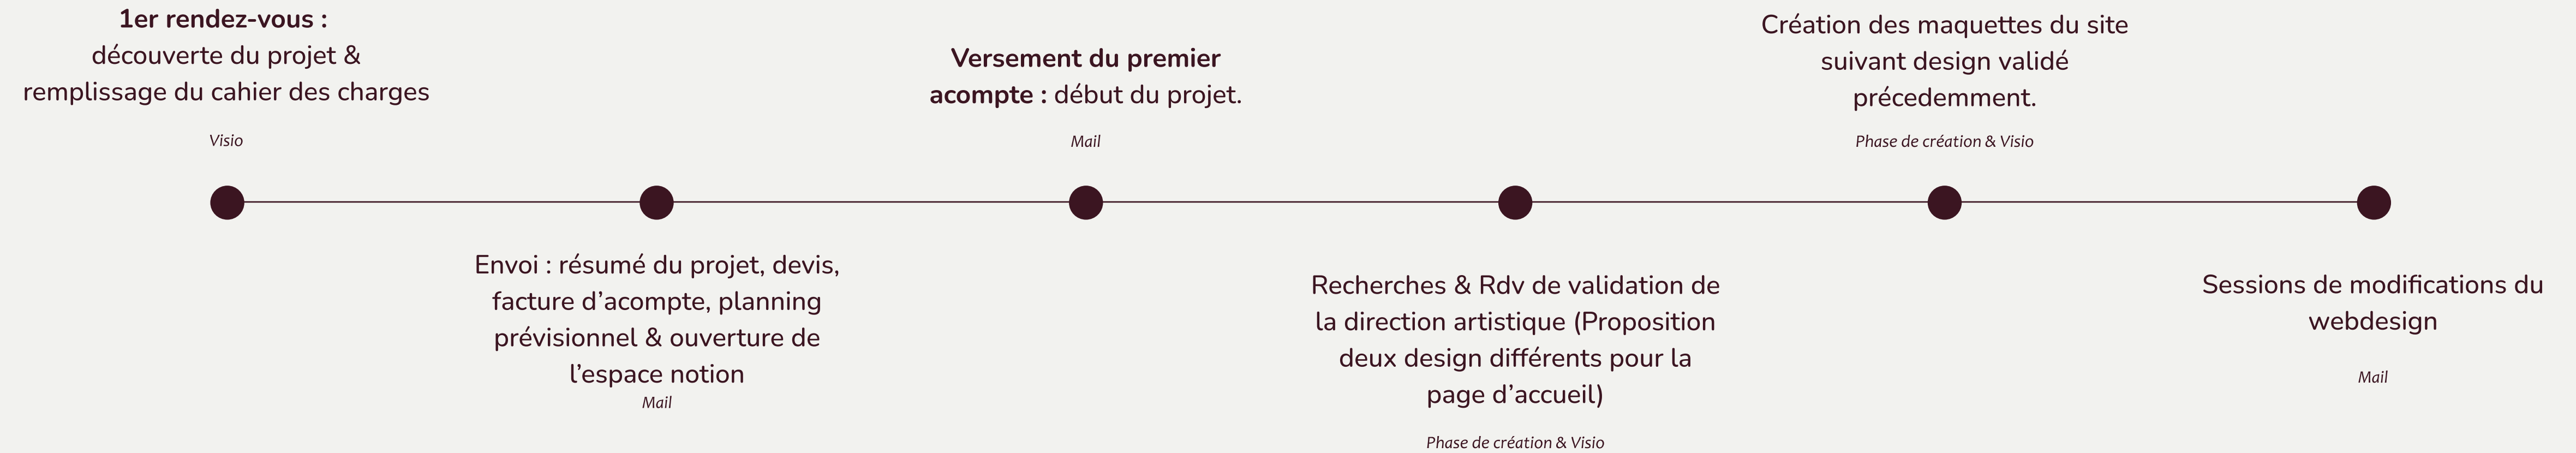 1er rendez-vous :
découverte du projet &
remplissage du cahier des charges
Visio
Envoi : résumé du projet, devis,
facture d’acompte, planning
prévisionnel & ouverture de
l’espace notion
Mail
Versement du premier
acompte : début du projet.
Mail
Recherches & Rdv de validation de
la direction artistique (Proposition
deux design différents pour la
page d’accueil)
Phase de création & Visio
Création des maquettes du site
suivant design validé
précedemment.
Phase de création & Visio
Sessions de modifications du
webdesign
Mail